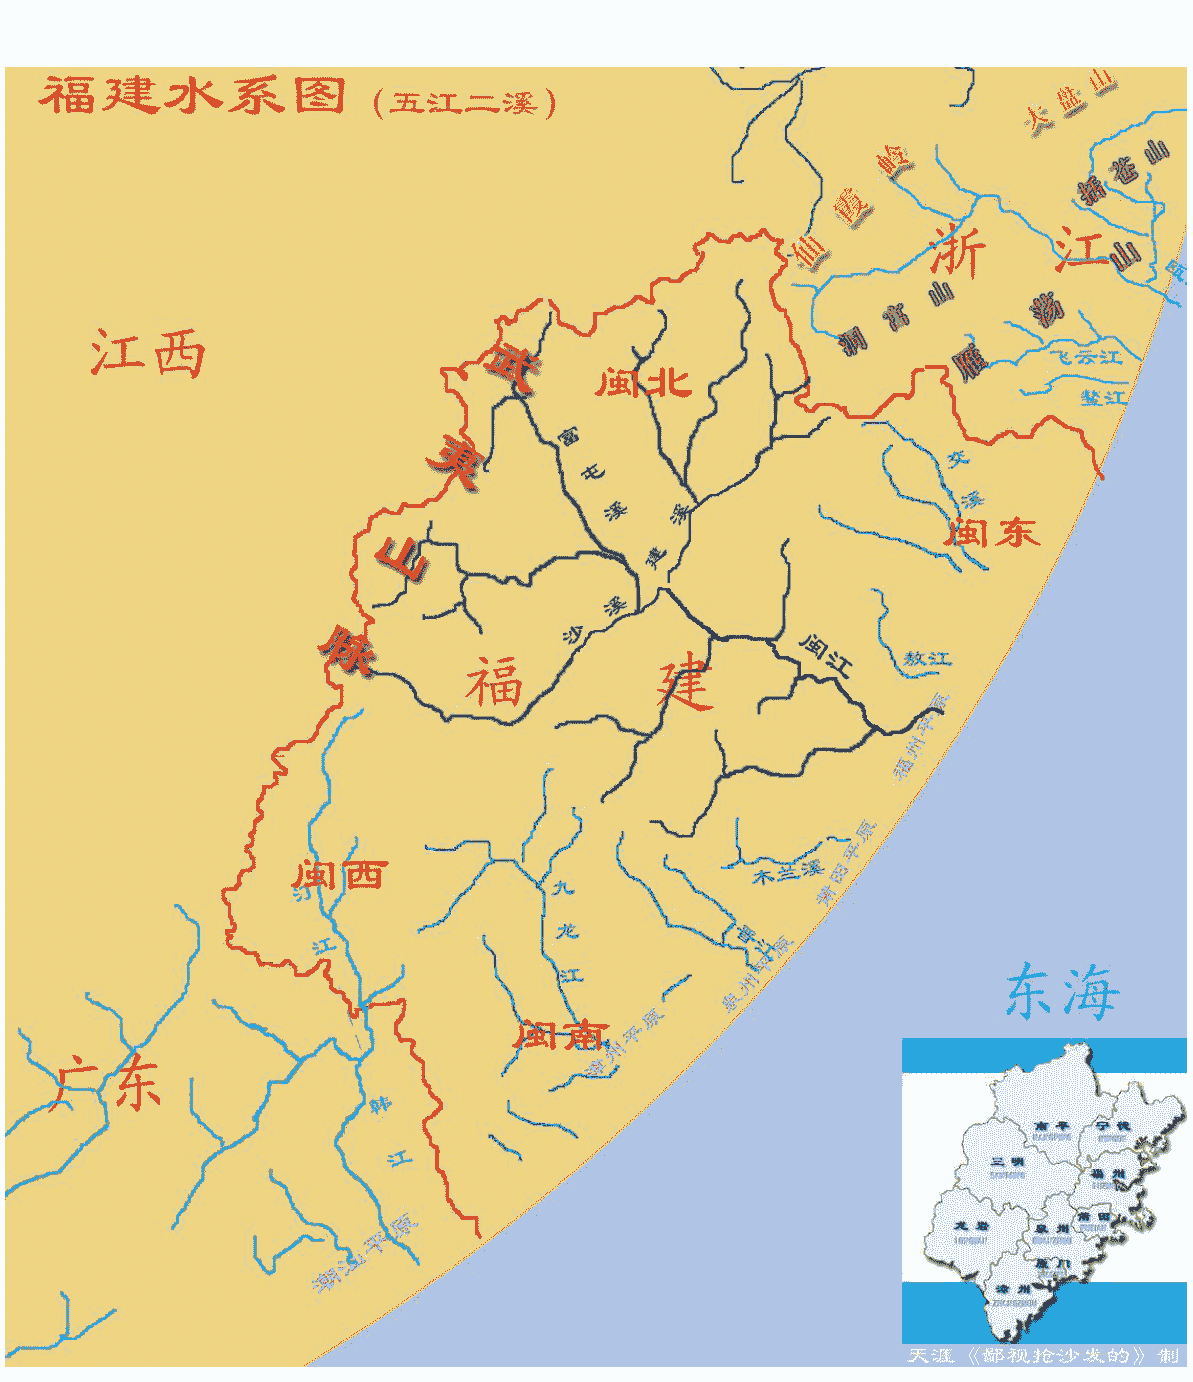 福建水系图（五江二溪）
大盘山
括苍山
仙霞岭
浙江
洞宫山
雁荡山
瓯
飞云江
鳌江
江西
武夷山脉
闽北
富屯溪
建溪
沙溪
交溪
闽东
福建
闽江
敖江
福州平原
闽西
汀江
九龙江
木兰溪
莆田平原
晋江
泉州平原
闽南
漳州平原
东海
广东
韩江
潮汕平原
南平
宁德
三明
福州
龙岩
泉州
莆田
厦门
漳州
天涯《鄙视抢沙发的》制